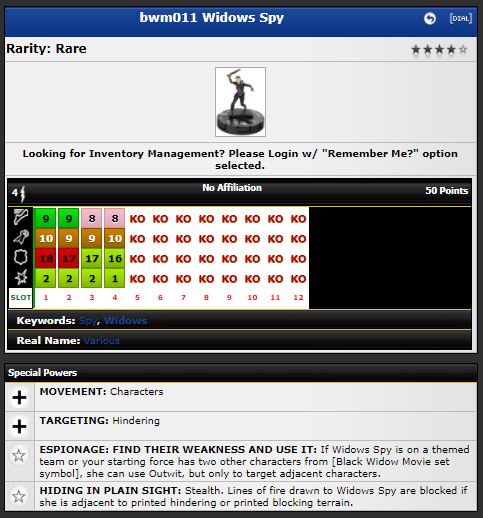 bwm011 Widows Spy
[DIAL]
Rarity: Rare
Looking for Inventory Management? Please Login w/ "Remember Me?" option
selected.
4
No Affiliation
50 Points
9 9 8 8 KO KO KO KO KO KO KO KO
10 9 9 10 KO KO KO KO KO KO KO KO
18 17 17 16 KO KO KO KO KO KO KO KO
2 2 2 1 KO KO KO KO KO KO KO KO
SLOT 1 2 3 4 5 6 7 8 9 10 11 12
Keywords: Spy, Widows
Real Name: Various
Special Powers
MOVEMENT: Characters
TARGETING: Hindering
ESPIONAGE: FIND THEIR WEAKNESS AND USE IT: If Widows Spy is on a themed
team or your starting force has two other characters from [Black Widow Movie set
symbol], she can use Outwit, but only to target adjacent characters.
HIDING IN PLAIN SIGHT: Stealth. Lines of fire drawn to Widows Spy are blocked if
she is adjacent to printed hindering or printed blocking terrain.